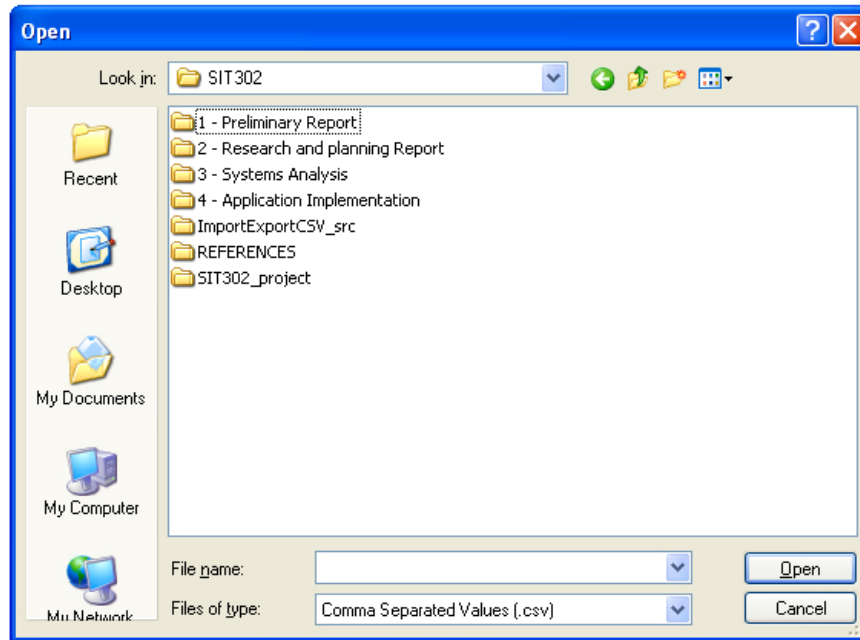 Open
Look in: SIT302
1 - Preliminary Report
2 - Research and planning Report
3 - Systems Analysis
4 - Application Implementation
ImportExportCSV_src
REFERENCES
SIT302_project
Recent
Desktop
My Documents
My Computer
My Network
File name:
Open
Files of type: Comma Separated Values (.csv)
Cancel